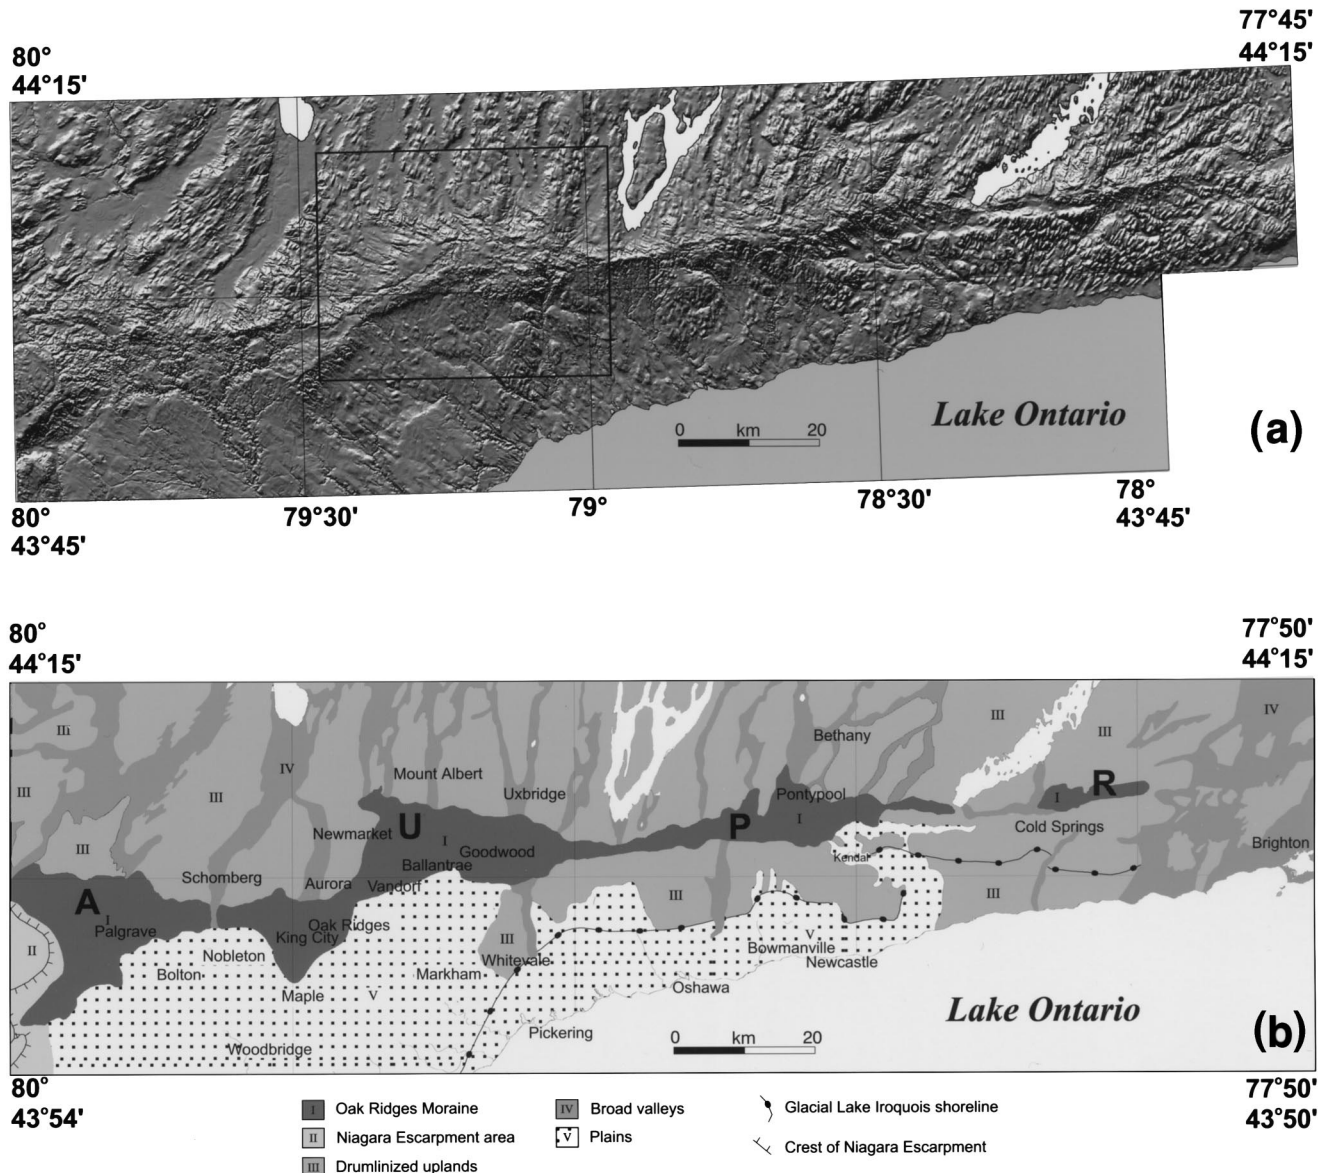 77°45'
44°15'
80°
44°15'
Lake Ontario
0 km 20
(a)
80°
43°45'
79°30'
79°
78°30'
78°
43°45'
80°
44°15'
77°50'
44°15'
III
III
III
III
IV
III
III
IV
Bethany
Mount Albert
Uxbridge
Pontypool
R
I
Newmarket
U
I
P
I
Cold Springs
Ballantrae
Goodwood
Kendal
Brighton
III
Schomberg
Aurora
Vandorf
III
III
A
I
Palgrave
Oak Ridges
King City
II
Nobleton
III
Whitevale
V
Bowmanville
Bolton
Markham
Newcastle
Maple
V
Oshawa
Lake Ontario
Pickering
0 km 20
Woodbridge
(b)
80°
43°54'
77°50'
43°50'
I Oak Ridges Moraine
II Niagara Escarpment area
III Drumlinized uplands
IV Broad valleys
V Plains
Glacial Lake Iroquois shoreline
Crest of Niagara Escarpment